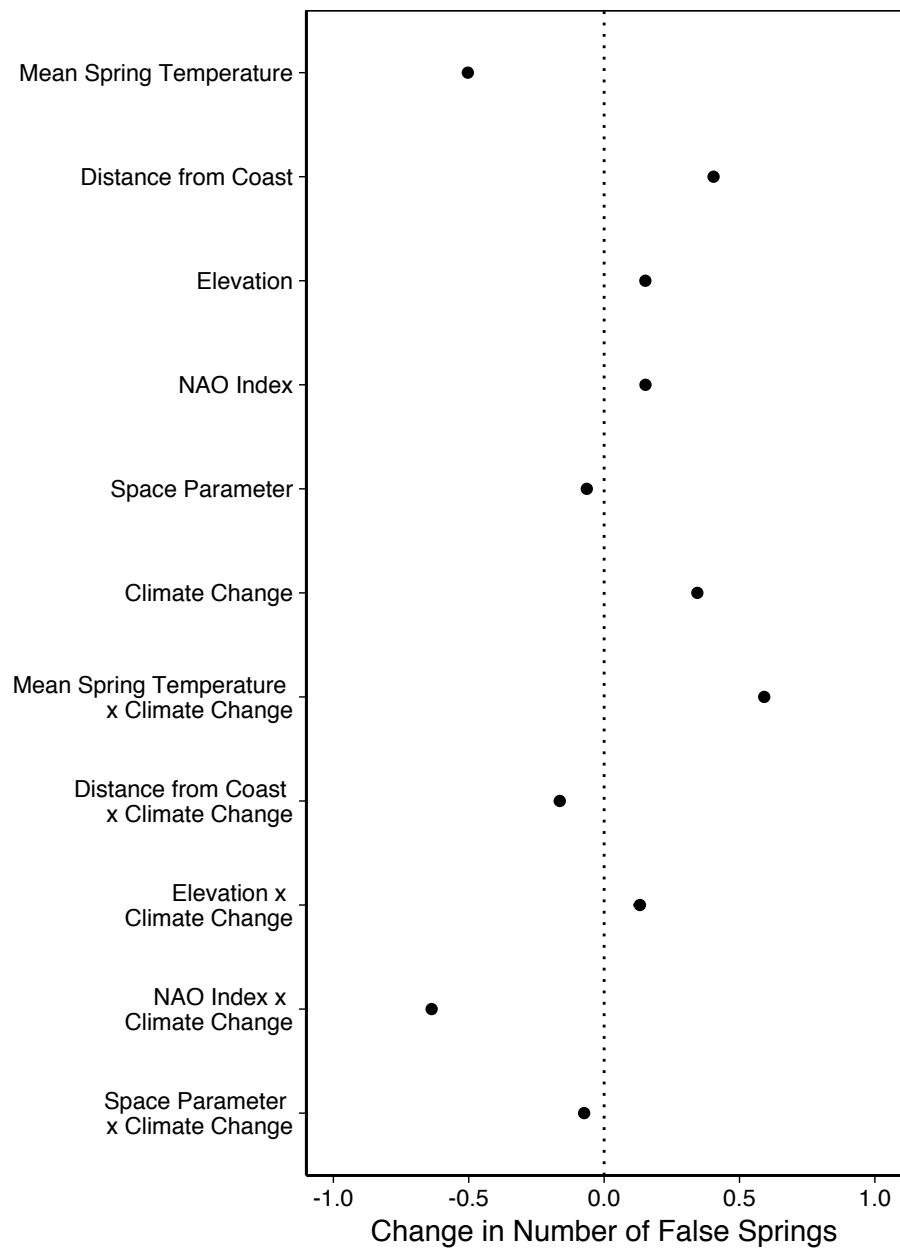 Mean Spring Temperature
Distance from Coast
Elevation
NAO Index
Space Parameter
Climate Change
Mean Spring Temperature
x Climate Change
Distance from Coast
x Climate Change
Elevation x
Climate Change
NAO Index x
Climate Change
Space Parameter
x Climate Change
-1.0 -0.5 0.0 0.5 1.0
Change in Number of False Springs